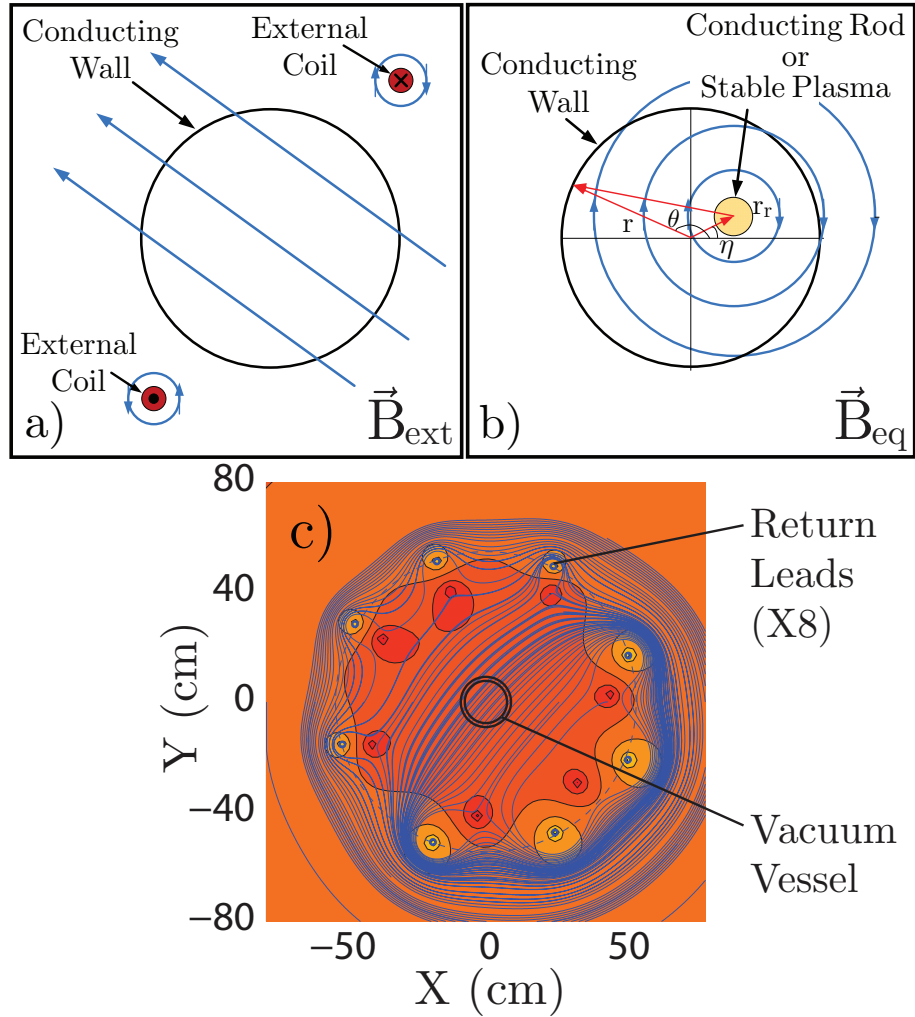 Conducting
Wall
External
Coil
External
Coil
a)
B⃗ext
Conducting Rod
or
Stable Plasma
Conducting
Wall
r
θ
r_r
η
b)
B⃗eq
c)
80
40
0
−40
−80
Y (cm)
−50
0
50
X (cm)
Return
Leads
(X8)
Vacuum
Vessel